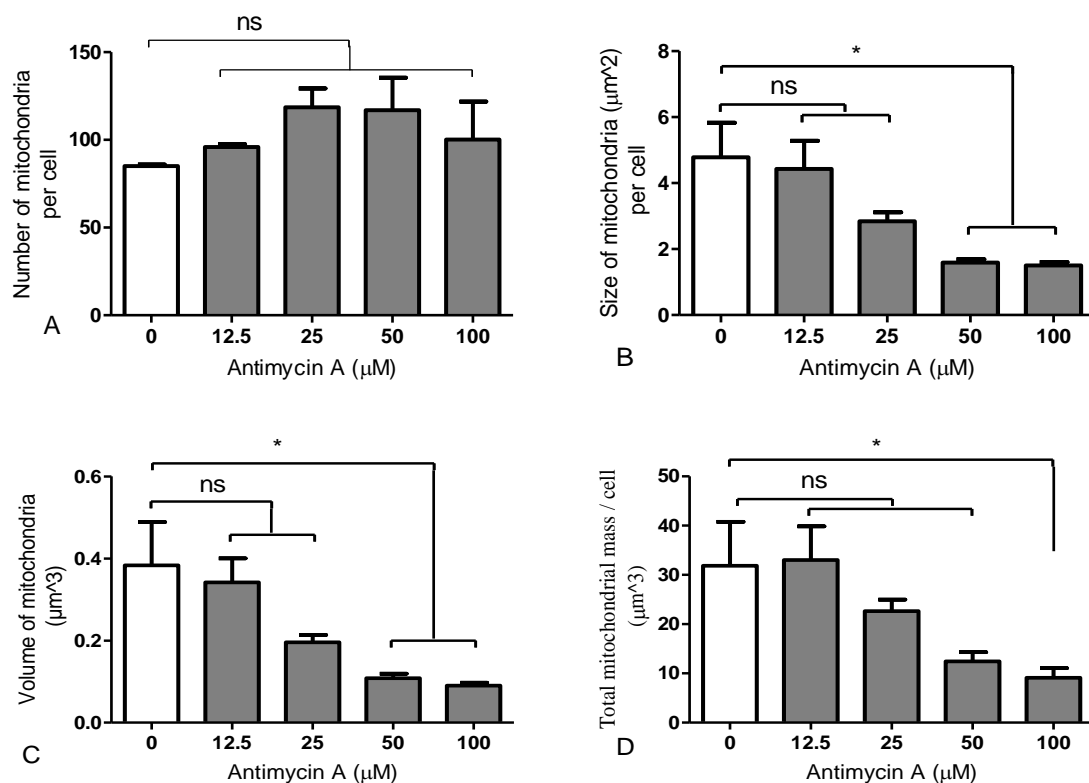 ns
150
100
50
0
Number of mitochondria
per cell
0 12.5 25 50 100
Antimycin A (μM)
A
*
ns
8
6
4
2
0
Size of mitochondria (μm^2)
per cell
0 12.5 25 50 100
Antimycin A (μM)
B
*
ns
0.6
0.4
0.2
0.0
Volume of mitochondria
(μm^3)
0 12.5 25 50 100
Antimycin A (μM)
C
*
ns
50
40
30
20
10
0
Total mitochondrial mass / cell
(μm^3)
0 12.5 25 50 100
Antimycin A (μM)
D